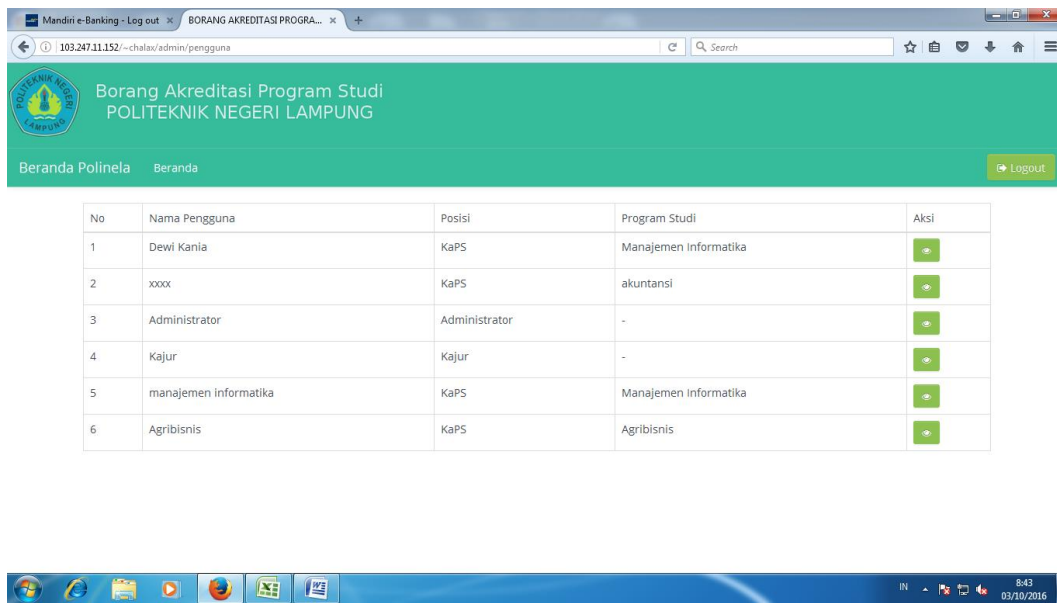 Mandiri e-Banking - Log out
BORANG AKREDITASI PROGRA...
103.247.11.152/~chalax/admin/pengguna
Search
POLITEKNIK NEGERI
LAMPUNG
Borang Akreditasi Program Studi
POLITEKNIK NEGERI LAMPUNG
Beranda Polinela Beranda Logout
No Nama Pengguna Posisi Program Studi Aksi
1 Dewi Kania KaPS Manajemen Informatika
2 xxxx KaPS akuntansi
3 Administrator Administrator -
4 Kajur Kajur -
5 manajemen informatika KaPS Manajemen Informatika
6 Agribisnis KaPS Agribisnis
IN
8:43
03/10/2016